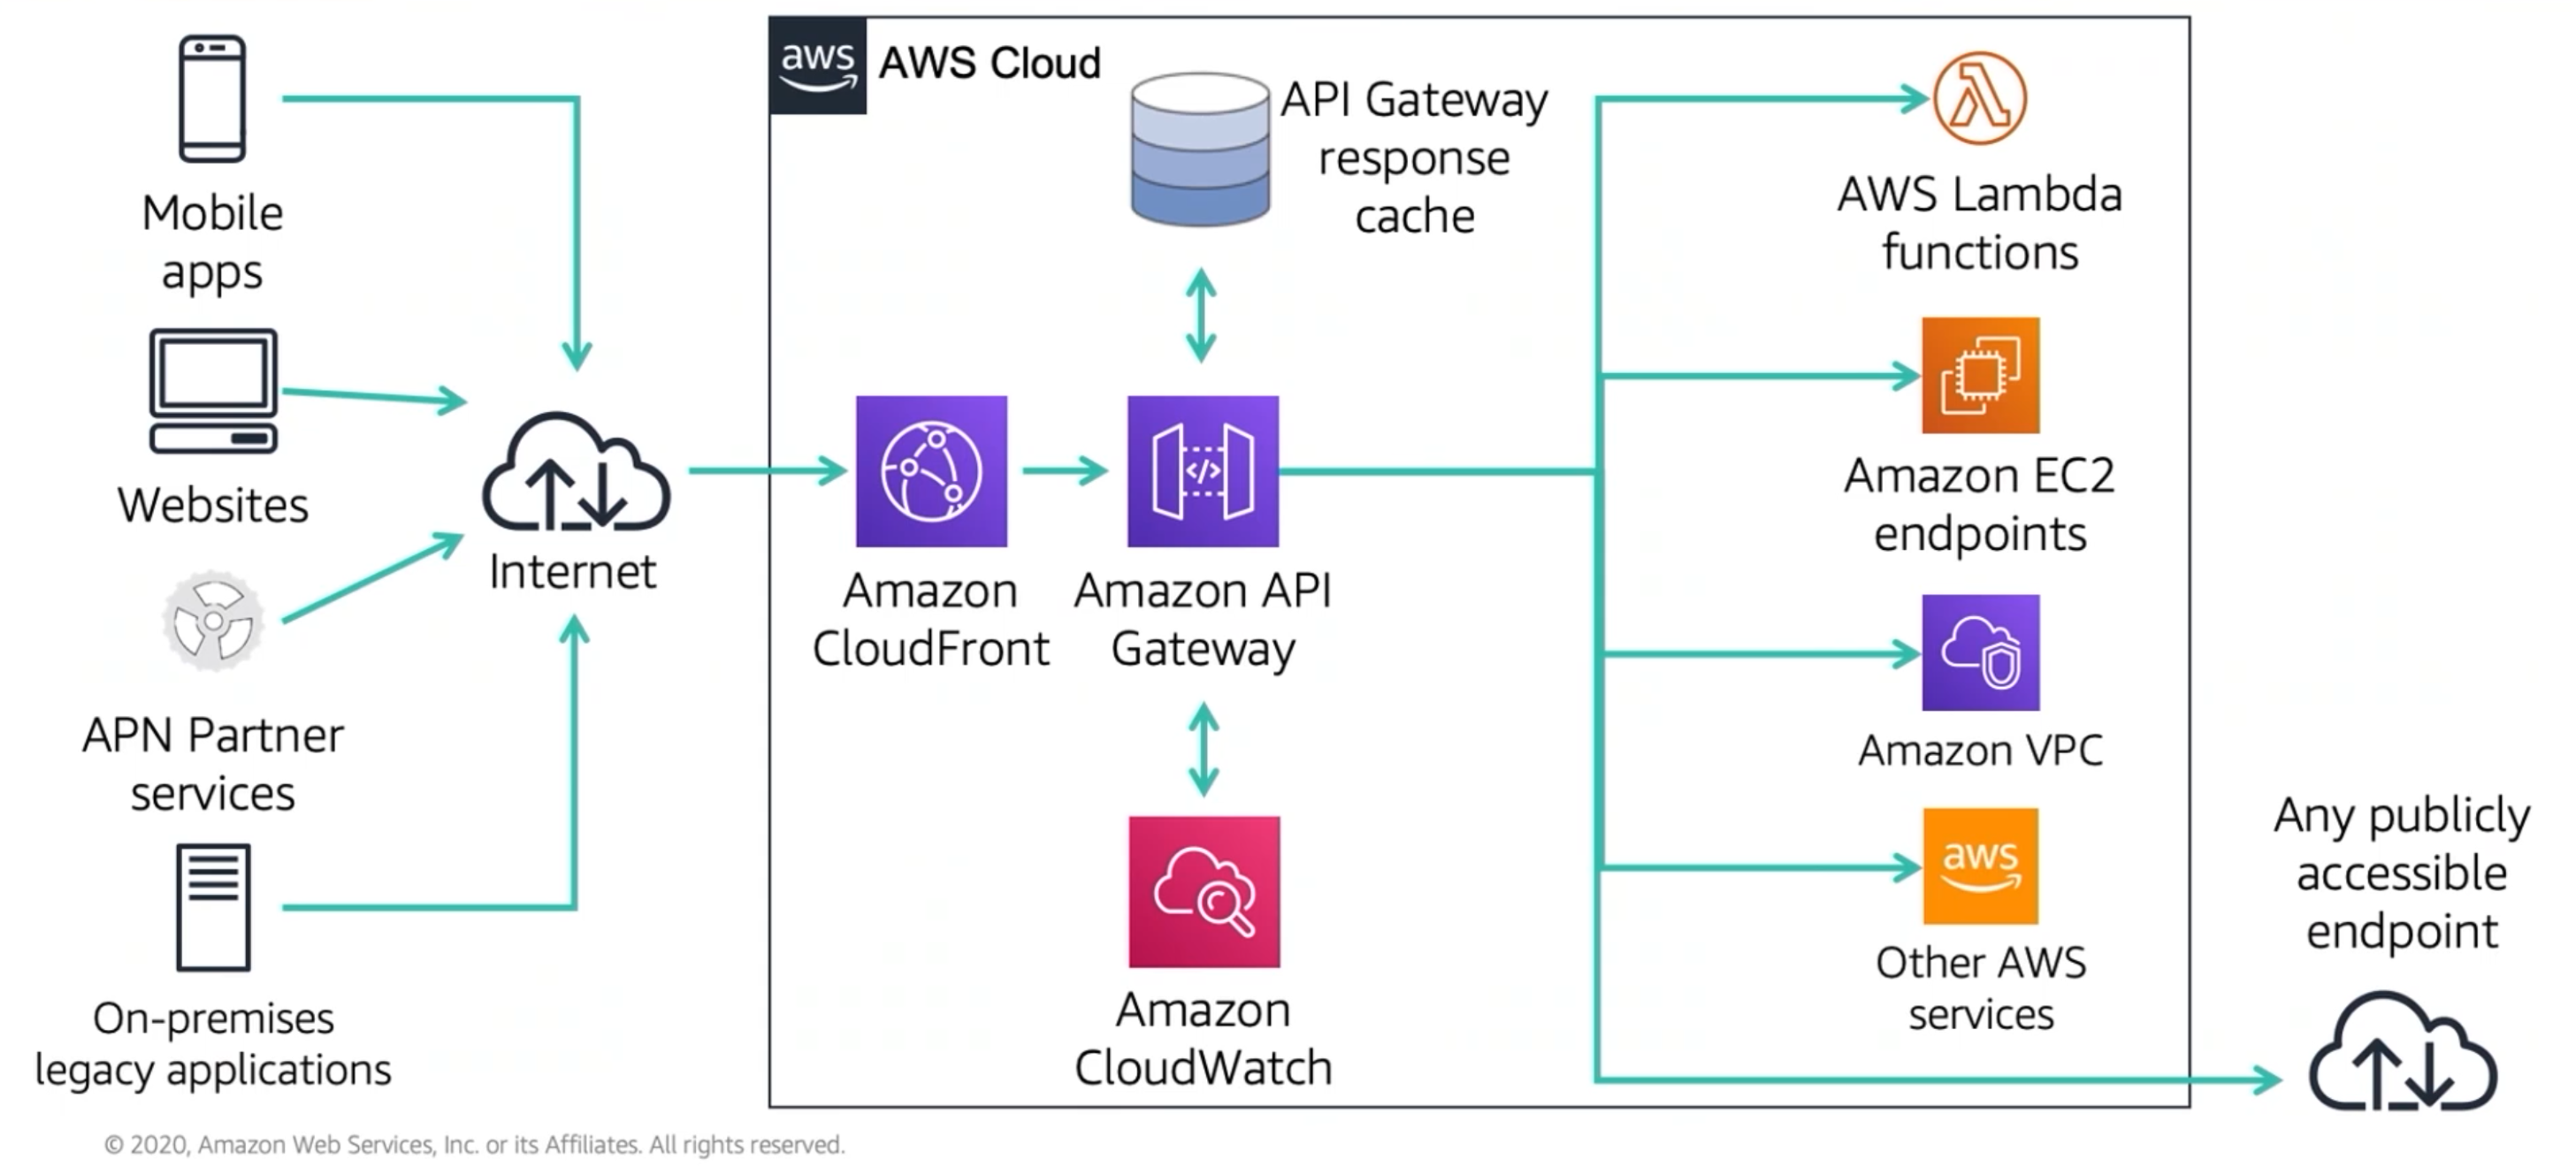 aws
AWS Cloud
Mobile
apps
Websites
APN Partner
services
On-premises
legacy applications
Internet
API Gateway
response
cache
Amazon
CloudFront
Amazon API
Gateway
</>
Amazon
CloudWatch
AWS Lambda
functions
Amazon EC2
endpoints
Amazon VPC
aws
Other AWS
services
Any publicly
accessible
endpoint
© 2020, Amazon Web Services, Inc. or its Affiliates. All rights reserved.